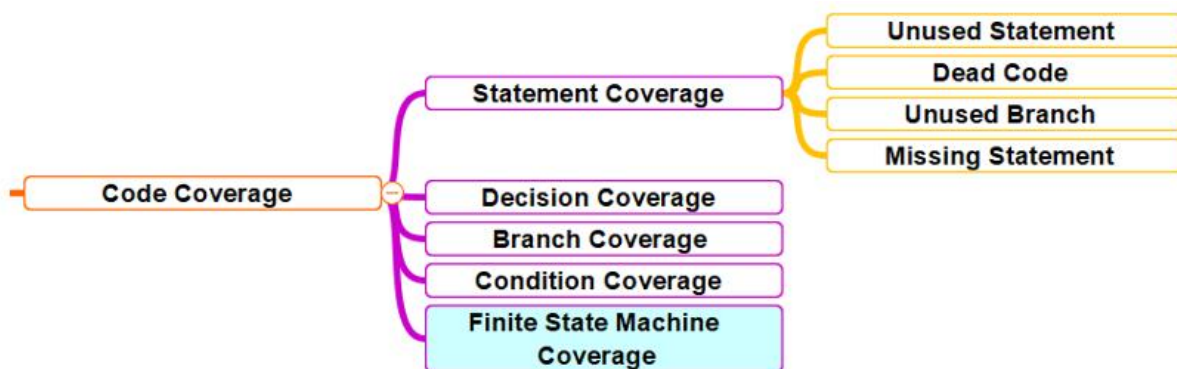 Code Coverage
Statement Coverage
Unused Statement
Dead Code
Unused Branch
Missing Statement
Decision Coverage
Branch Coverage
Condition Coverage
Finite State Machine
Coverage